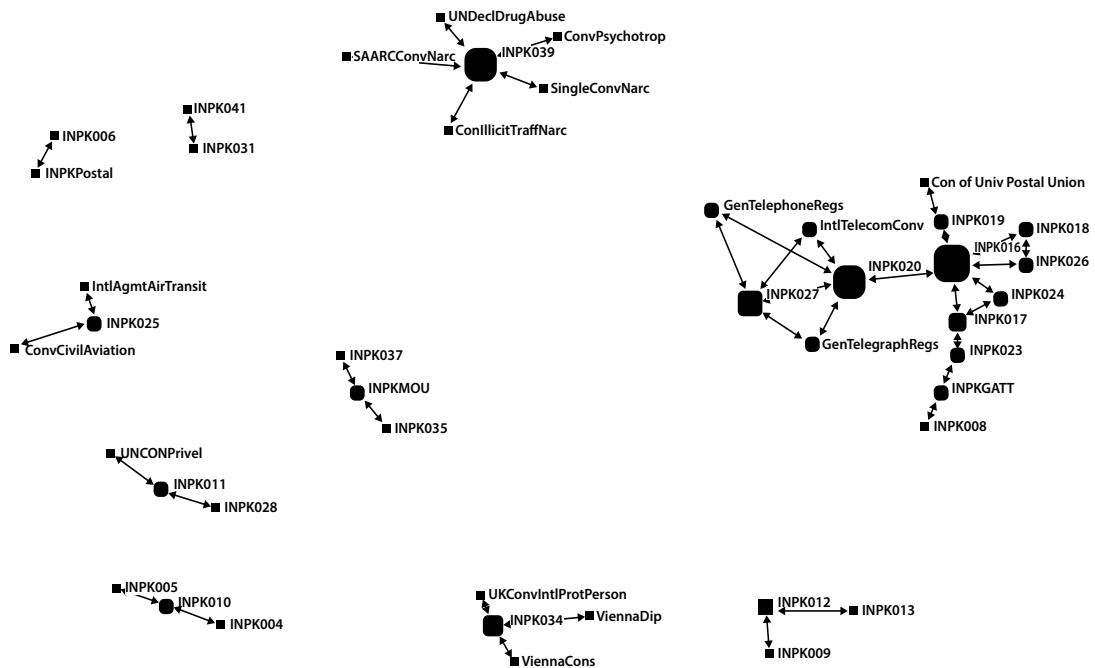 UNDeclDrugAbuse
ConvPsychotrop
SAARCConvNarc
INPK039
SingleConvNarc
ConIllicitTraffNarc
INPK041
INPK031
INPK006
INPKPostal
Con of Univ Postal Union
GenTelephoneRegs
IntlTelecomConv
INPK019
INPK018
INPK016
INPK026
INPK020
INPK027
INPK024
INPK017
GenTelegraphRegs
INPK023
INPKGATT
INPK008
IntlAgmtAirTransit
INPK025
ConvCivilAviation
INPK037
INPKMOU
INPK035
UNCONPrivel
INPK011
INPK028
INPK005
INPK010
INPK004
UKConvIntlProtPerson
INPK034
ViennaDip
ViennaCons
INPK012
INPK013
INPK009